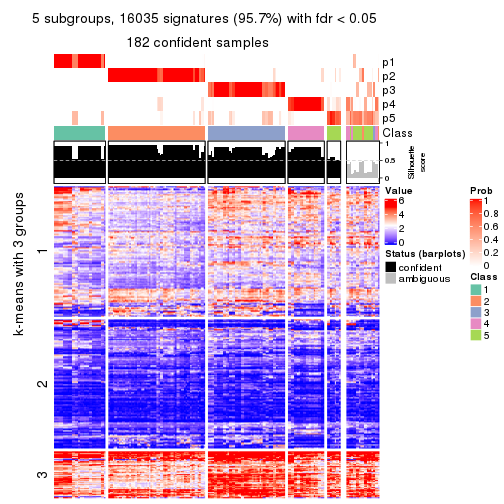 5 subgroups, 16035 signatures (95.7%) with fdr < 0.05
182 confident samples
p1
p2
p3
p4
p5
Class
1
0.5
0
Silhouette
score
k-means with 3 groups
1
2
3
Value
6
4
2
0
Status (barplots)
confident
ambiguous
Prob
1
0.8
0.6
0.4
0.2
0
Class
1
2
3
4
5